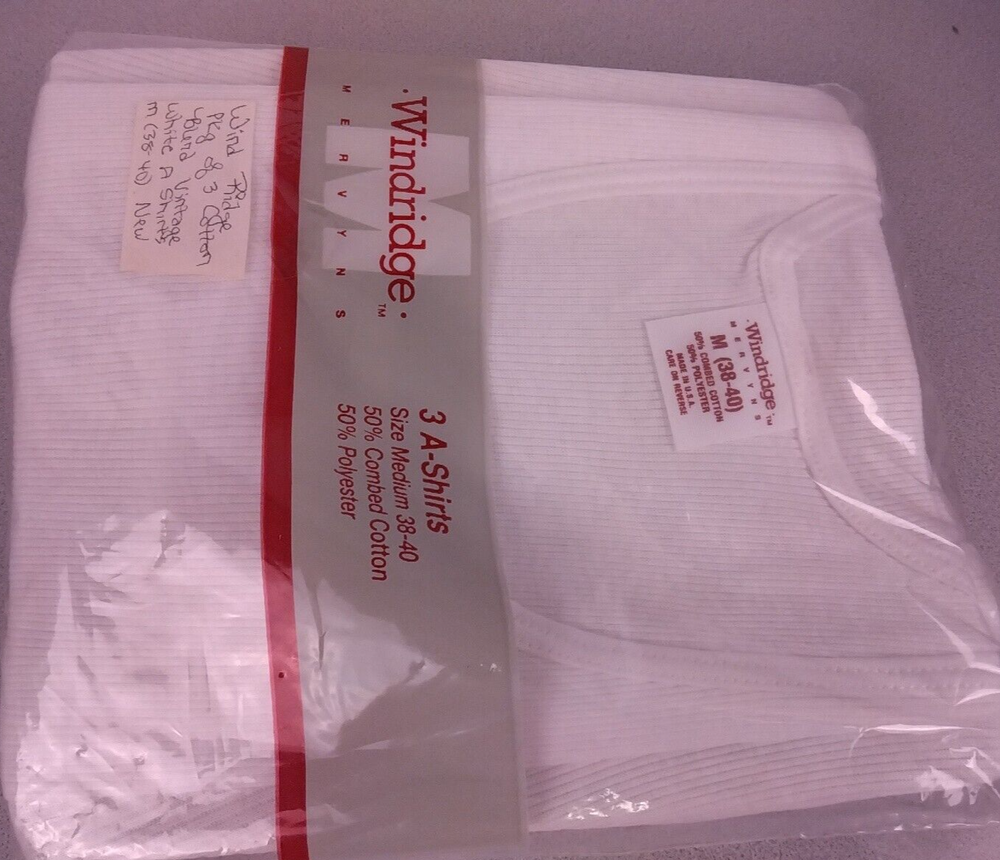 Wind Ridge
Pkg of 3 Cotton
Blend Vintage
White A Shirts
m (38-40) New
·Windridge.™
MERVYNS
3 A-Shirts
Size Medium 38-40
50% Combed Cotton
50% Polyester
·Windridge™
MERVYNS
M (38-40)
50% COMBED COTTON
50% POLYESTER
MADE IN U.S.A.
CARE ON REVERSE